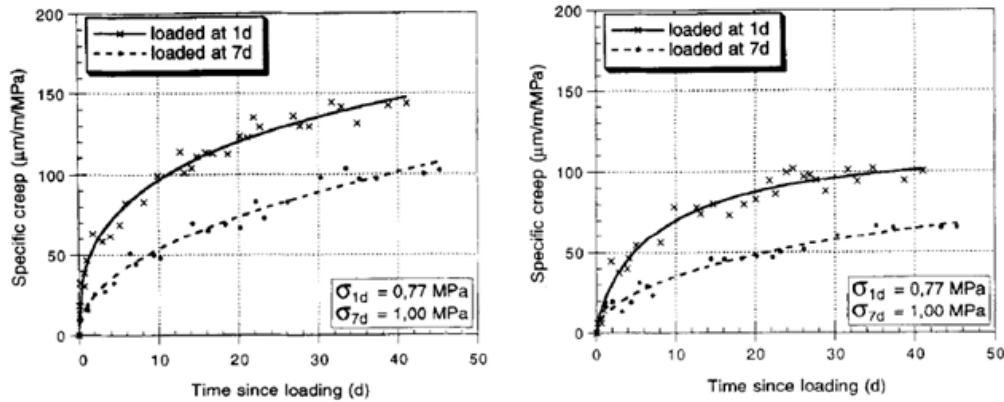 200
150
100
50
0
Specific creep (μm/m/MPa)
loaded at 1d
loaded at 7d
σ1d = 0,77 MPa
σ7d = 1,00 MPa
0 10 20 30 40 50
Time since loading (d)
200
150
100
50
0
Specific creep (μm/m/MPa)
loaded at 1d
loaded at 7d
σ1d = 0,77 MPa
σ7d = 1,00 MPa
0 10 20 30 40 50
Time since loading (d)